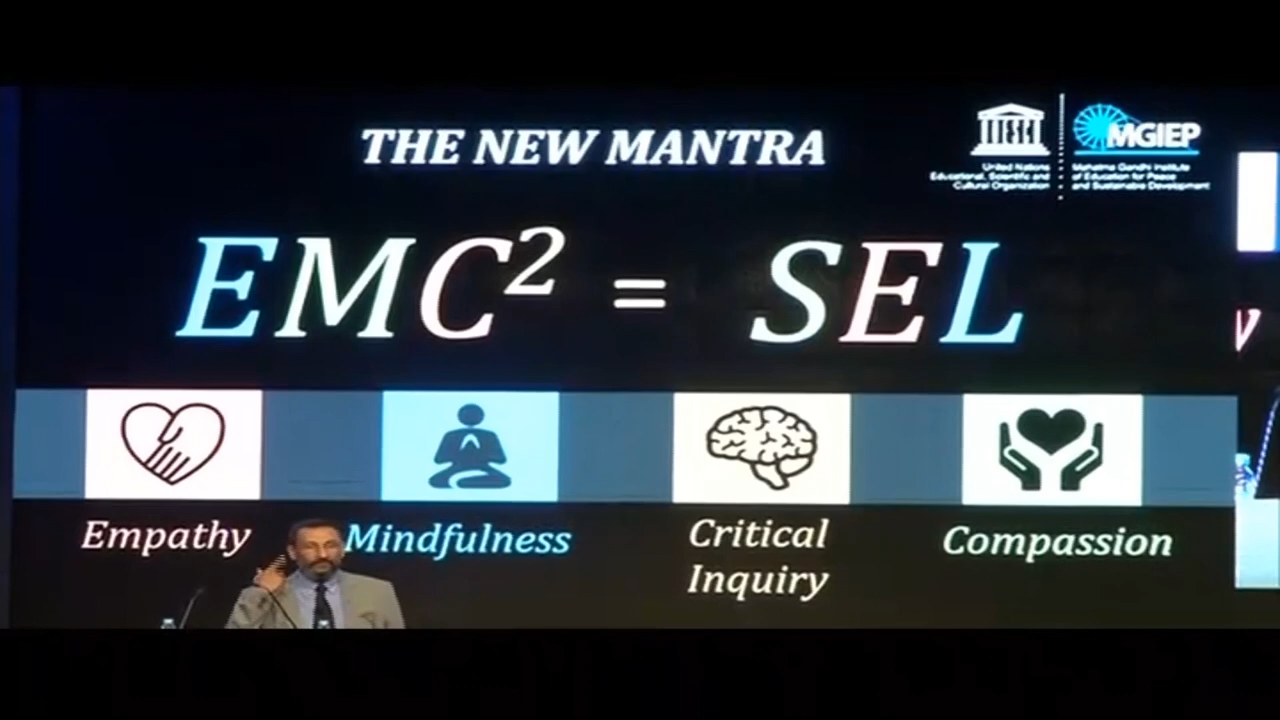 THE NEW MANTRA
United Nations
Educational, Scientific and
Cultural Organization
MGIEP
Mahatma Gandhi Institute
of Education for Peace
and Sustainable Development
EMC² = SEL
Empathy
Mindfulness
Critical
Inquiry
Compassion